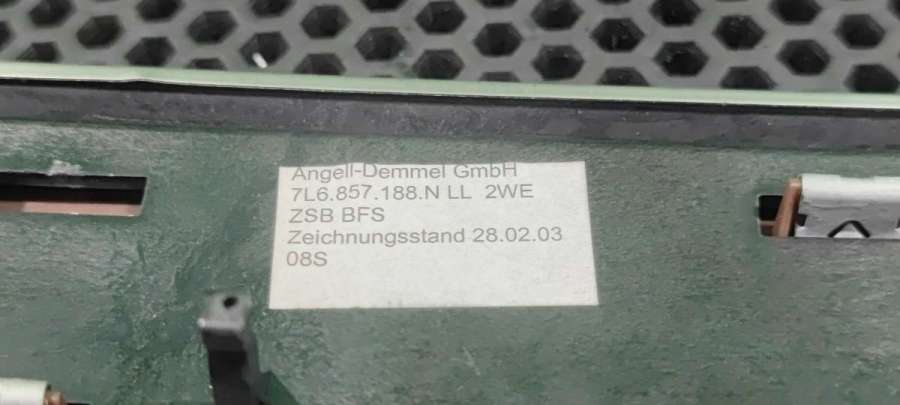 Angell-Demmel GmbH
7L6.857.188.N LL 2WE
ZSB BFS
Zeichnungsstand 28.02.03
08S